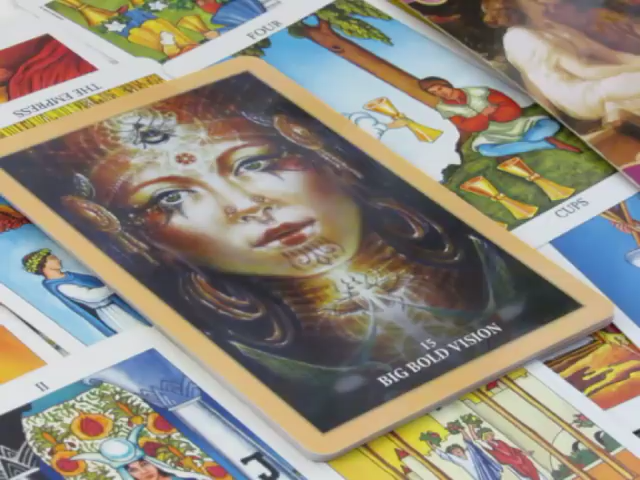 FOUR
THE EMPRESS
CUPS
15
BIG BOLD VISION
II
J